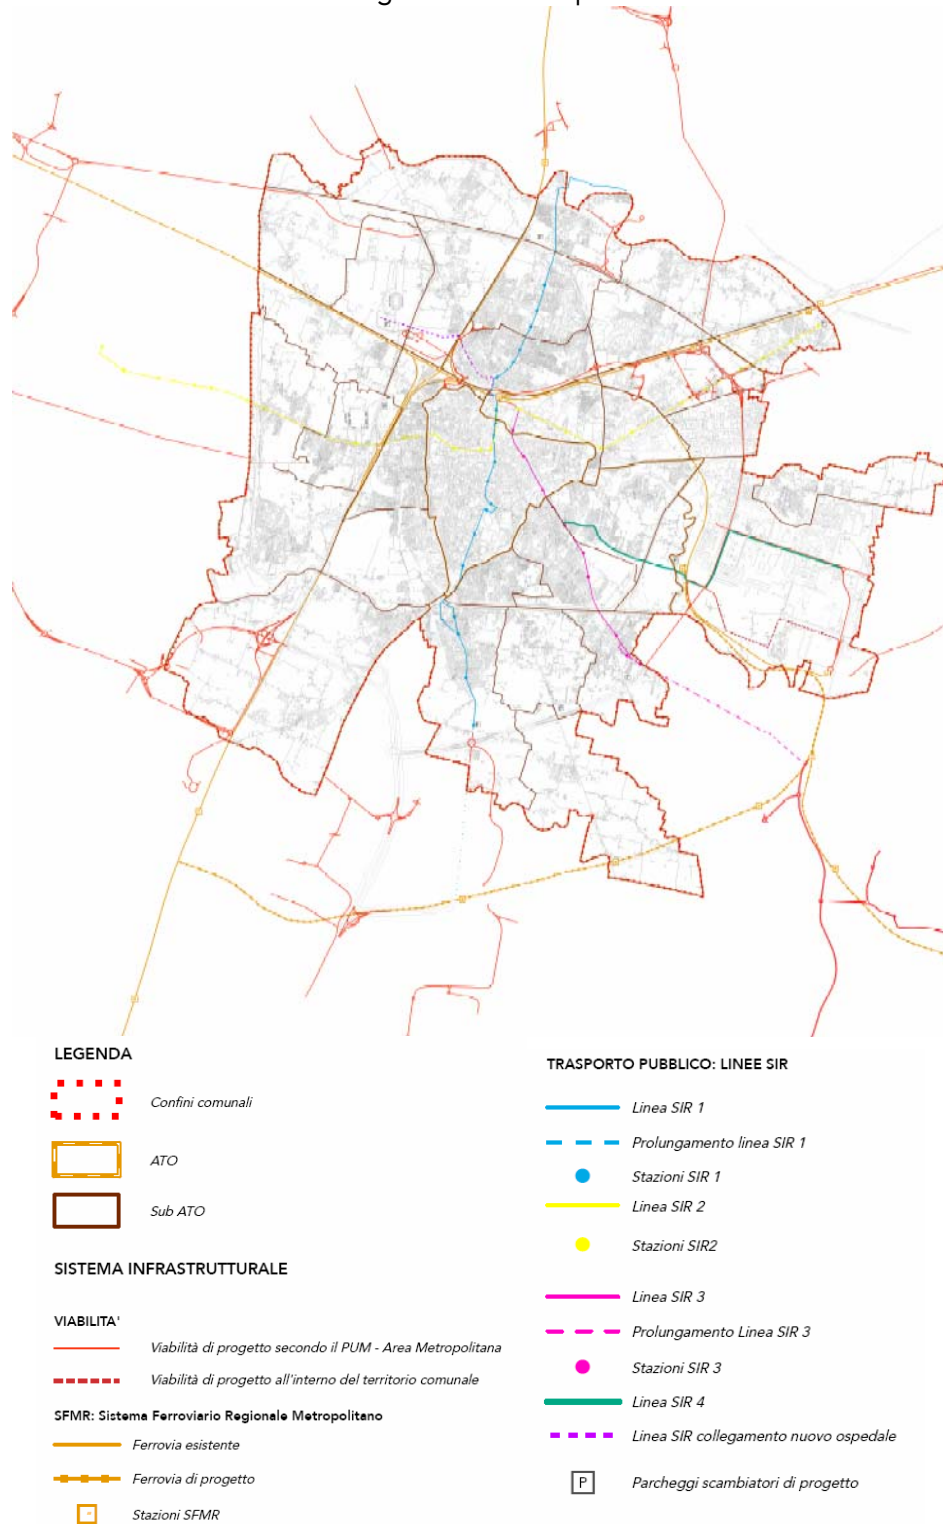 LEGENDA
Confini comunali
ATO
Sub ATO
SISTEMA INFRASTRUTTURALE
VIABILITA'
Viabilità di progetto secondo il PUM - Area Metropolitana
Viabilità di progetto all'interno del territorio comunale
SFMR: Sistema Ferroviario Regionale Metropolitano
Ferrovia esistente
Ferrovia di progetto
Stazioni SFMR
TRASPORTO PUBBLICO: LINEE SIR
Linea SIR 1
Prolungamento linea SIR 1
Stazioni SIR 1
Linea SIR 2
Stazioni SIR2
Linea SIR 3
Prolungamento Linea SIR 3
Stazioni SIR 3
Linea SIR 4
Linea SIR collegamento nuovo ospedale
P Parcheggi scambiatori di progetto